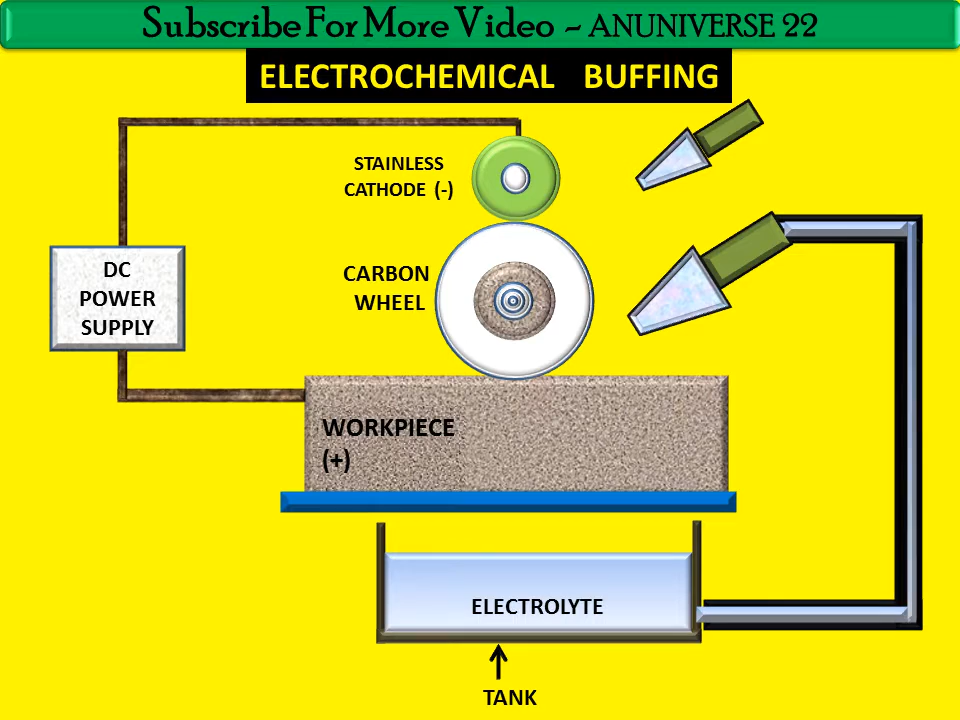 Subscribe For More Video - ANUNIVERSE 22
ELECTROCHEMICAL BUFFING
STAINLESS
CATHODE (-)
DC
POWER
SUPPLY
CARBON
WHEEL
WORKPIECE
(+)
ELECTROLYTE
TANK